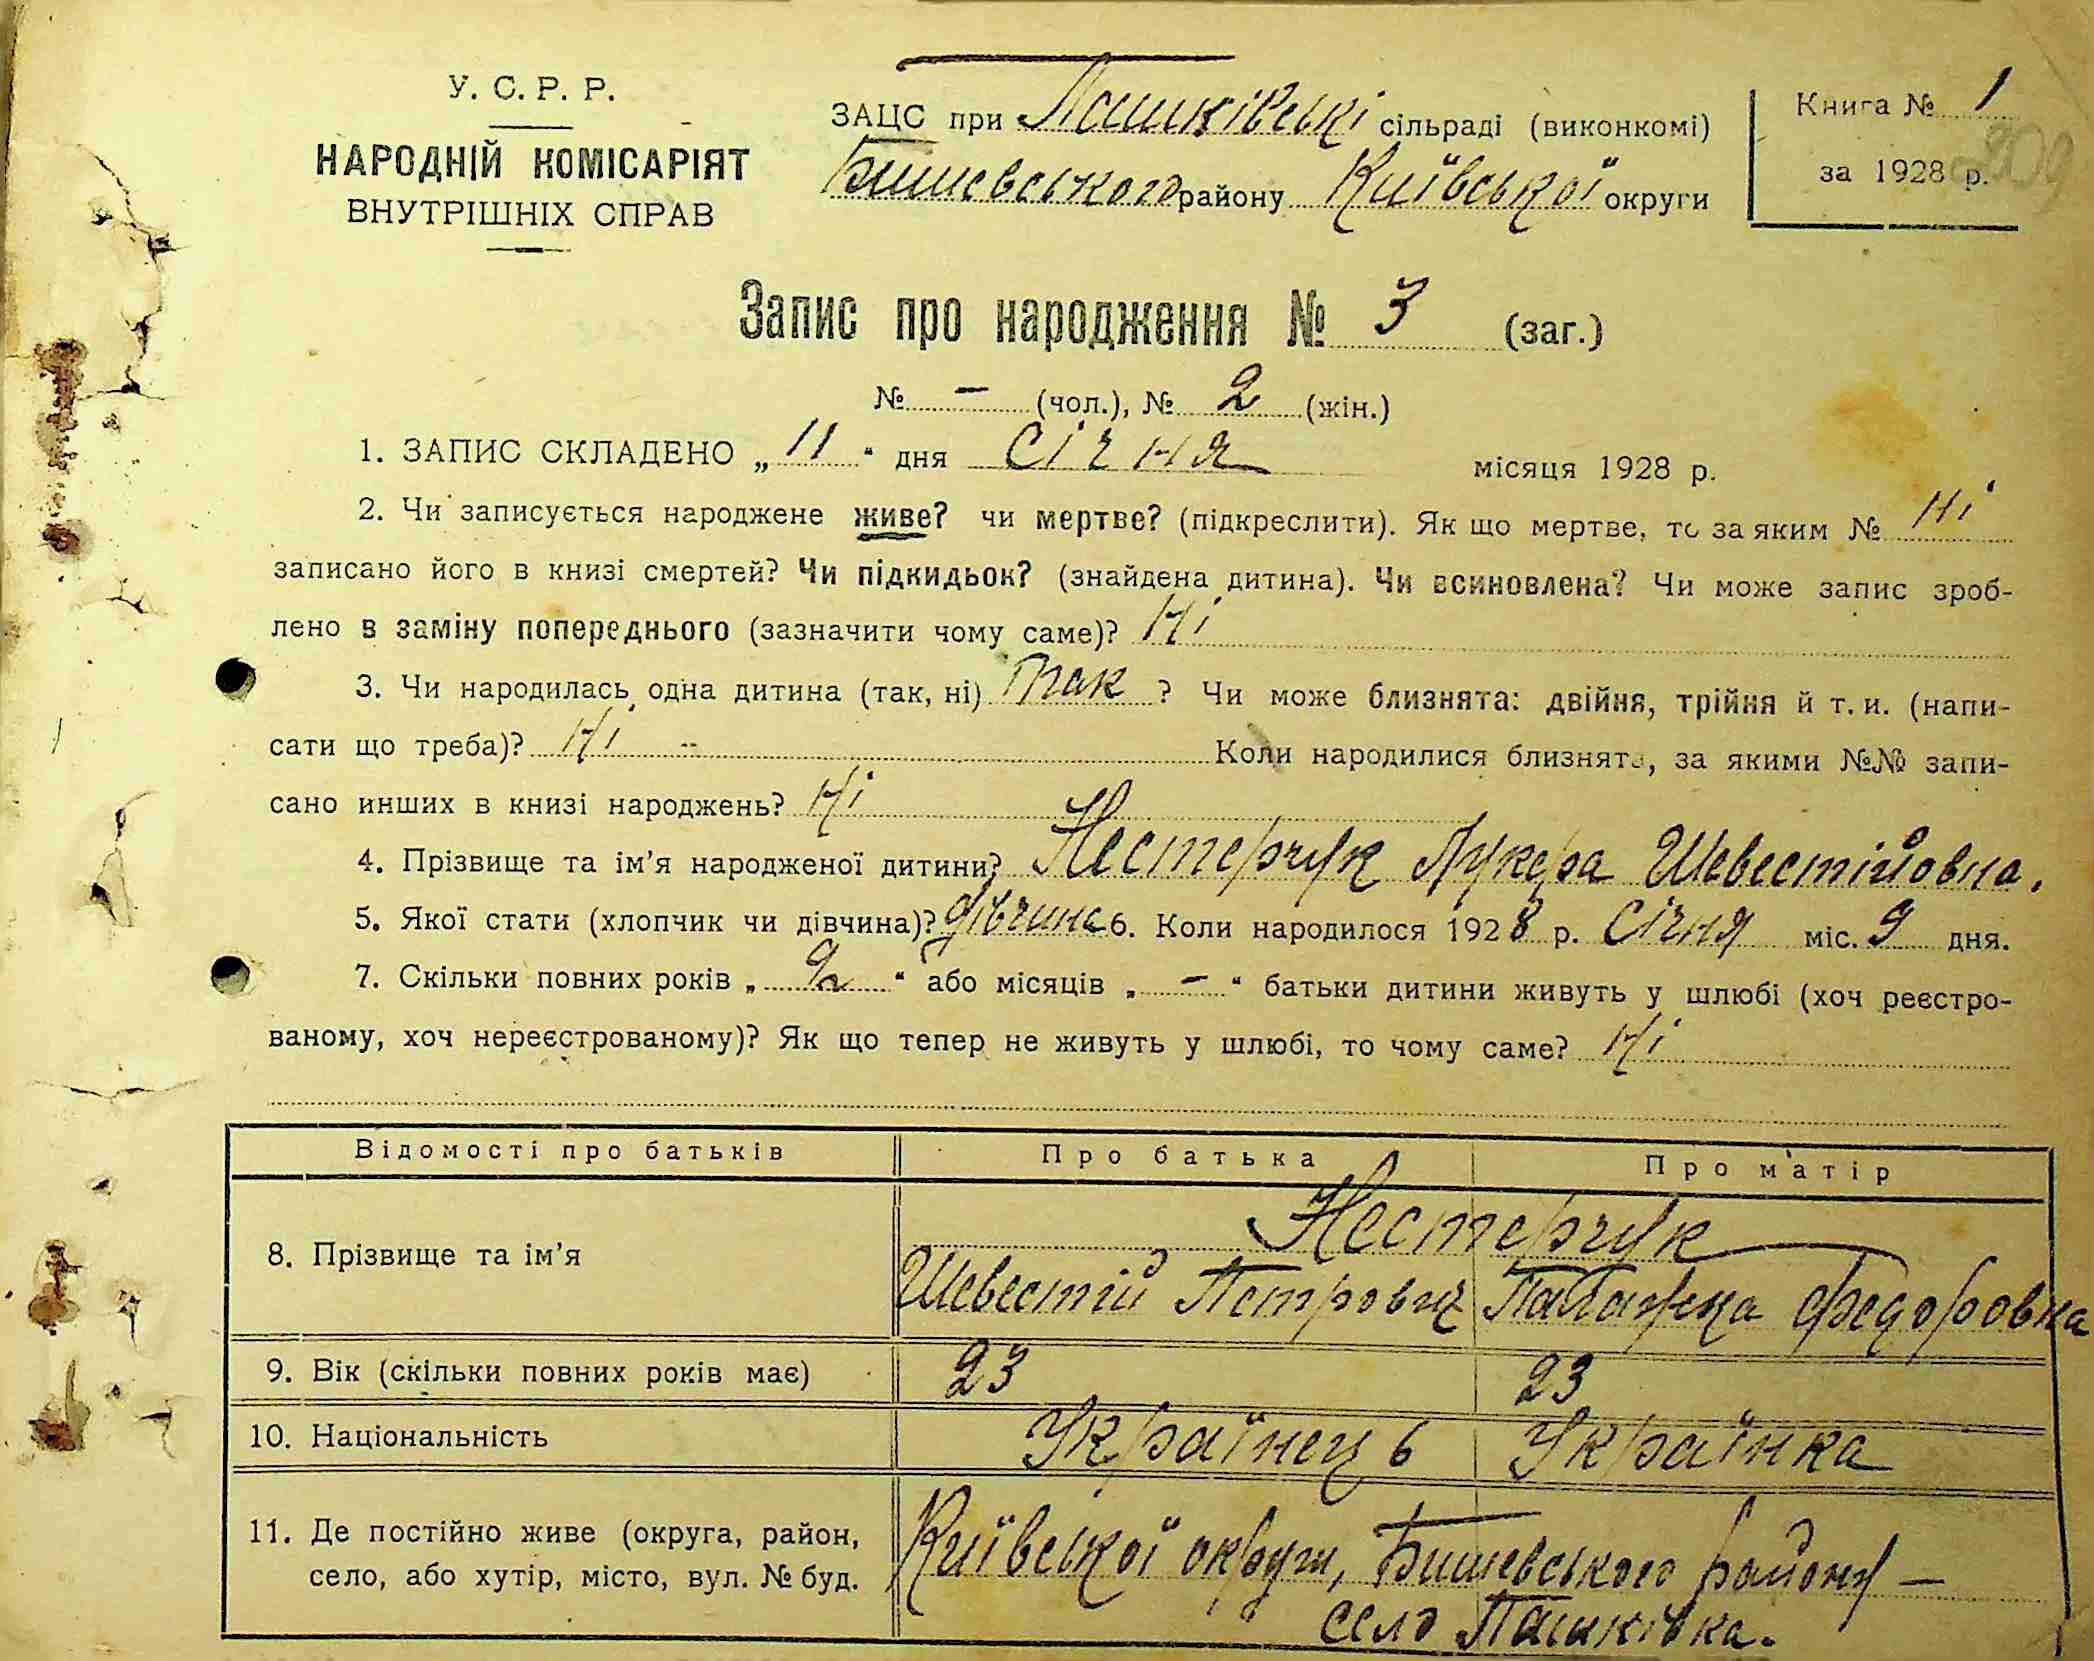 У. С. Р. Р.
НАРОДНІЙ КОМІСАРІЯТ
ВНУТРІШНІХ СПРАВ
ЗАЦС при Пашківські сільраді (виконкомі)
Бишевського району Київської округи
Книга № 1
за 1928 р.
209
Запис про народження № 3 (заг.)
№ — (чол.), № 2 (жін.)
1. ЗАПИС СКЛАДЕНО „11“ дня Січня місяця 1928 р.
2. Чи записується народжене живе? чи мертве? (підкреслити). Як що мертве, то за яким № Ні
записано його в книзі смертей? Чи підкидьок? (знайдена дитина). Чи всиновлена? Чи може запис зроб-
лено в заміну попереднього (зазначити чому саме)? Ні
3. Чи народилась одна дитина (так, ні) Так ? Чи може близнята: двійня, трійня й т. и. (напи-
сати що треба)? Ні Коли народилися близнята, за якими №№ запи-
сано инших в книзі народжень? Ні
4. Прізвище та ім’я народженої дитини? Нестерчук Лукера Шевестійовна.
5. Якої стати (хлопчик чи дівчина)? дівчина 6. Коли народилося 1928 р. Січня міс. 9 дня.
7. Скільки повних років „2“ або місяців „—“ батьки дитини живуть у шлюбі (хоч реєстро-
ваному, хоч нереєстрованому)? Як що тепер не живуть у шлюбі, то чому саме? Ні
Відомості про батьків Про батька Про матір
Нестерчук
8. Прізвище та ім’я Шевестій Петрович Палажка Федоровна
9. Вік (скільки повних років має) 23 23
10. Національність Українець Українка
11. Де постійно живе (округа, район, Київської округи, Бишевського району —
село, або хутір, місто, вул. № буд. село Пашківка.